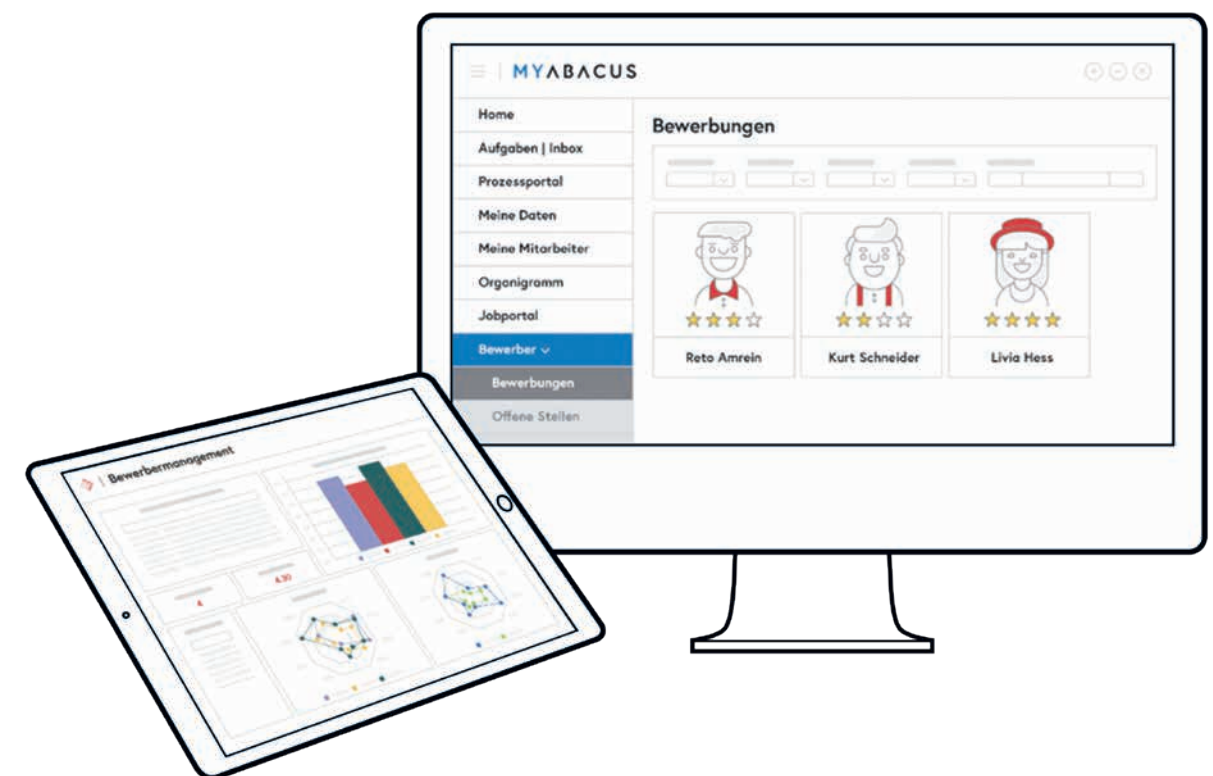 MYΛBΛCUS
Home
Aufgaben | Inbox
Prozessportal
Meine Daten
Meine Mitarbeiter
Organigramm
Jobportal
Bewerber
Bewerbungen
Offene Stellen
Bewerbungen
Reto Amrein
Kurt Schneider
Livia Hess
| Bewerbermanagement
4
4.30